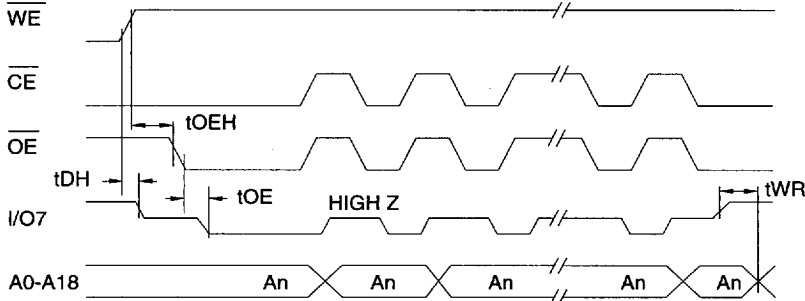 WE
CE
tOEH
OE
tDH
tOE
HIGH Z
tWR
I/O7
A0-A18 An An An An An